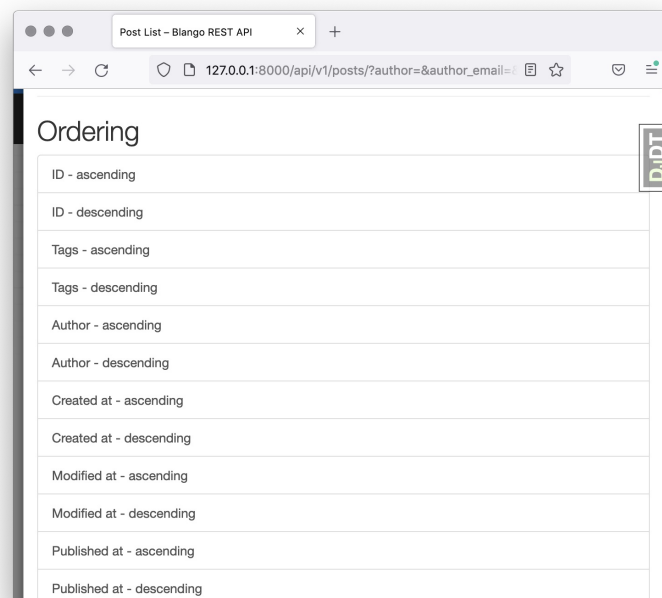 Post List – Blango REST API
127.0.0.1:8000/api/v1/posts/?author=&author_email=&
Ordering
DjDT
ID - ascending
ID - descending
Tags - ascending
Tags - descending
Author - ascending
Author - descending
Created at - ascending
Created at - descending
Modified at - ascending
Modified at - descending
Published at - ascending
Published at - descending